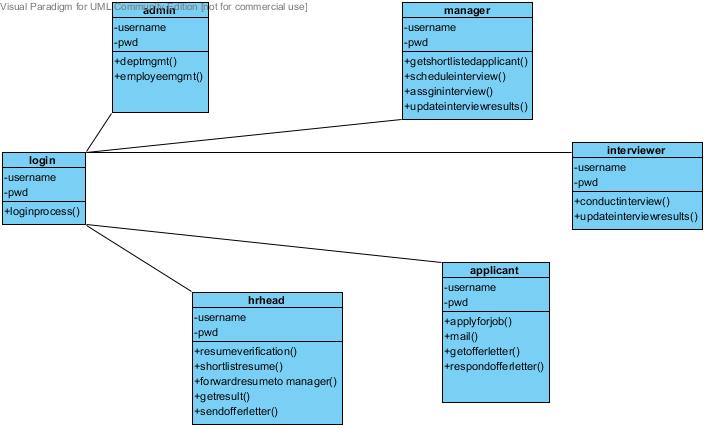 Visual Paradigm for UML Community Edition [not for commercial use]
admin
-username
-pwd
+deptmgmt()
+employeemgmt()
manager
-username
-pwd
+getshortlistedapplicant()
+scheduleinterview()
+assgininterview()
+updateinterviewresults()
login
-username
-pwd
+loginprocess()
interviewer
-username
-pwd
+conductinterview()
+updateinterviewresults()
hrhead
-username
-pwd
+resumeverification()
+shortlistresume()
+forwardresumeto manager()
+getresult()
+sendofferletter()
applicant
-username
-pwd
+applyforjob()
+mail()
+getofferletter()
+respondofferletter()